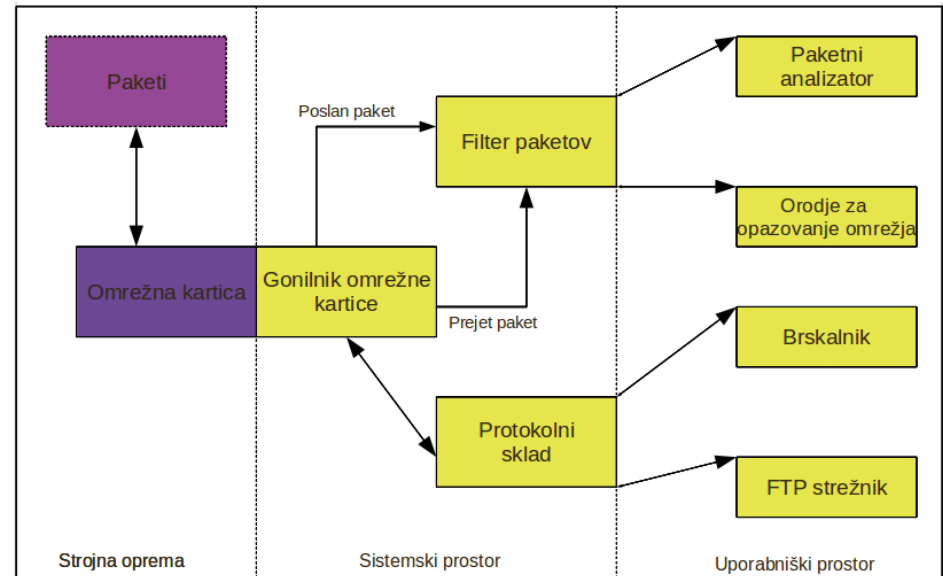 Paketi
Omrežna kartica
Strojna oprema
Poslan paket
Filter paketov
Gonilnik omrežne
kartice
Prejet paket
Protokolni
sklad
Sistemski prostor
Paketni
analizator
Orodje za
opazovanje omrežja
Brskalnik
FTP strežnik
Uporabniški prostor